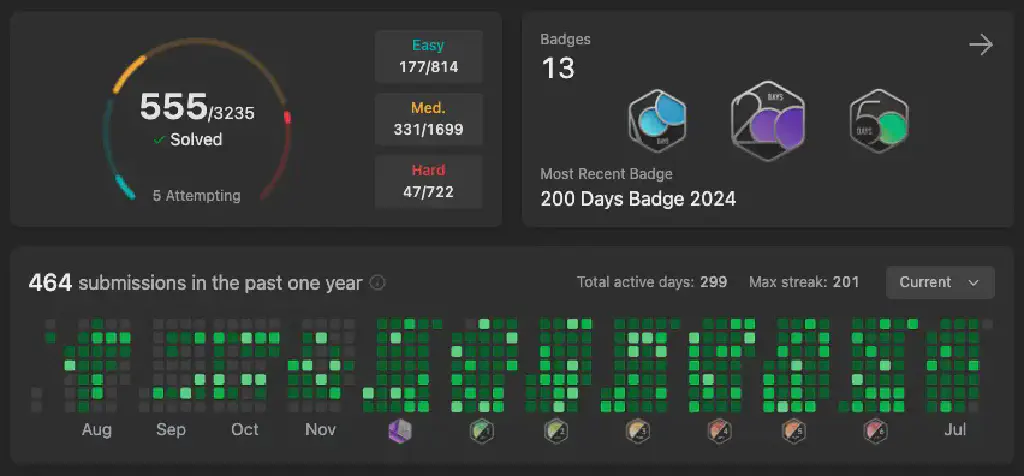 Easy
177/814
555/3235
Solved
Med.
331/1699
Hard
47/722
5 Attempting
Badges
13
DAYS
DAYS
Most Recent Badge
200 Days Badge 2024
464 submissions in the past one year
Total active days: 299
Max streak: 201
Current
Aug
Sep
Oct
Nov
Jul